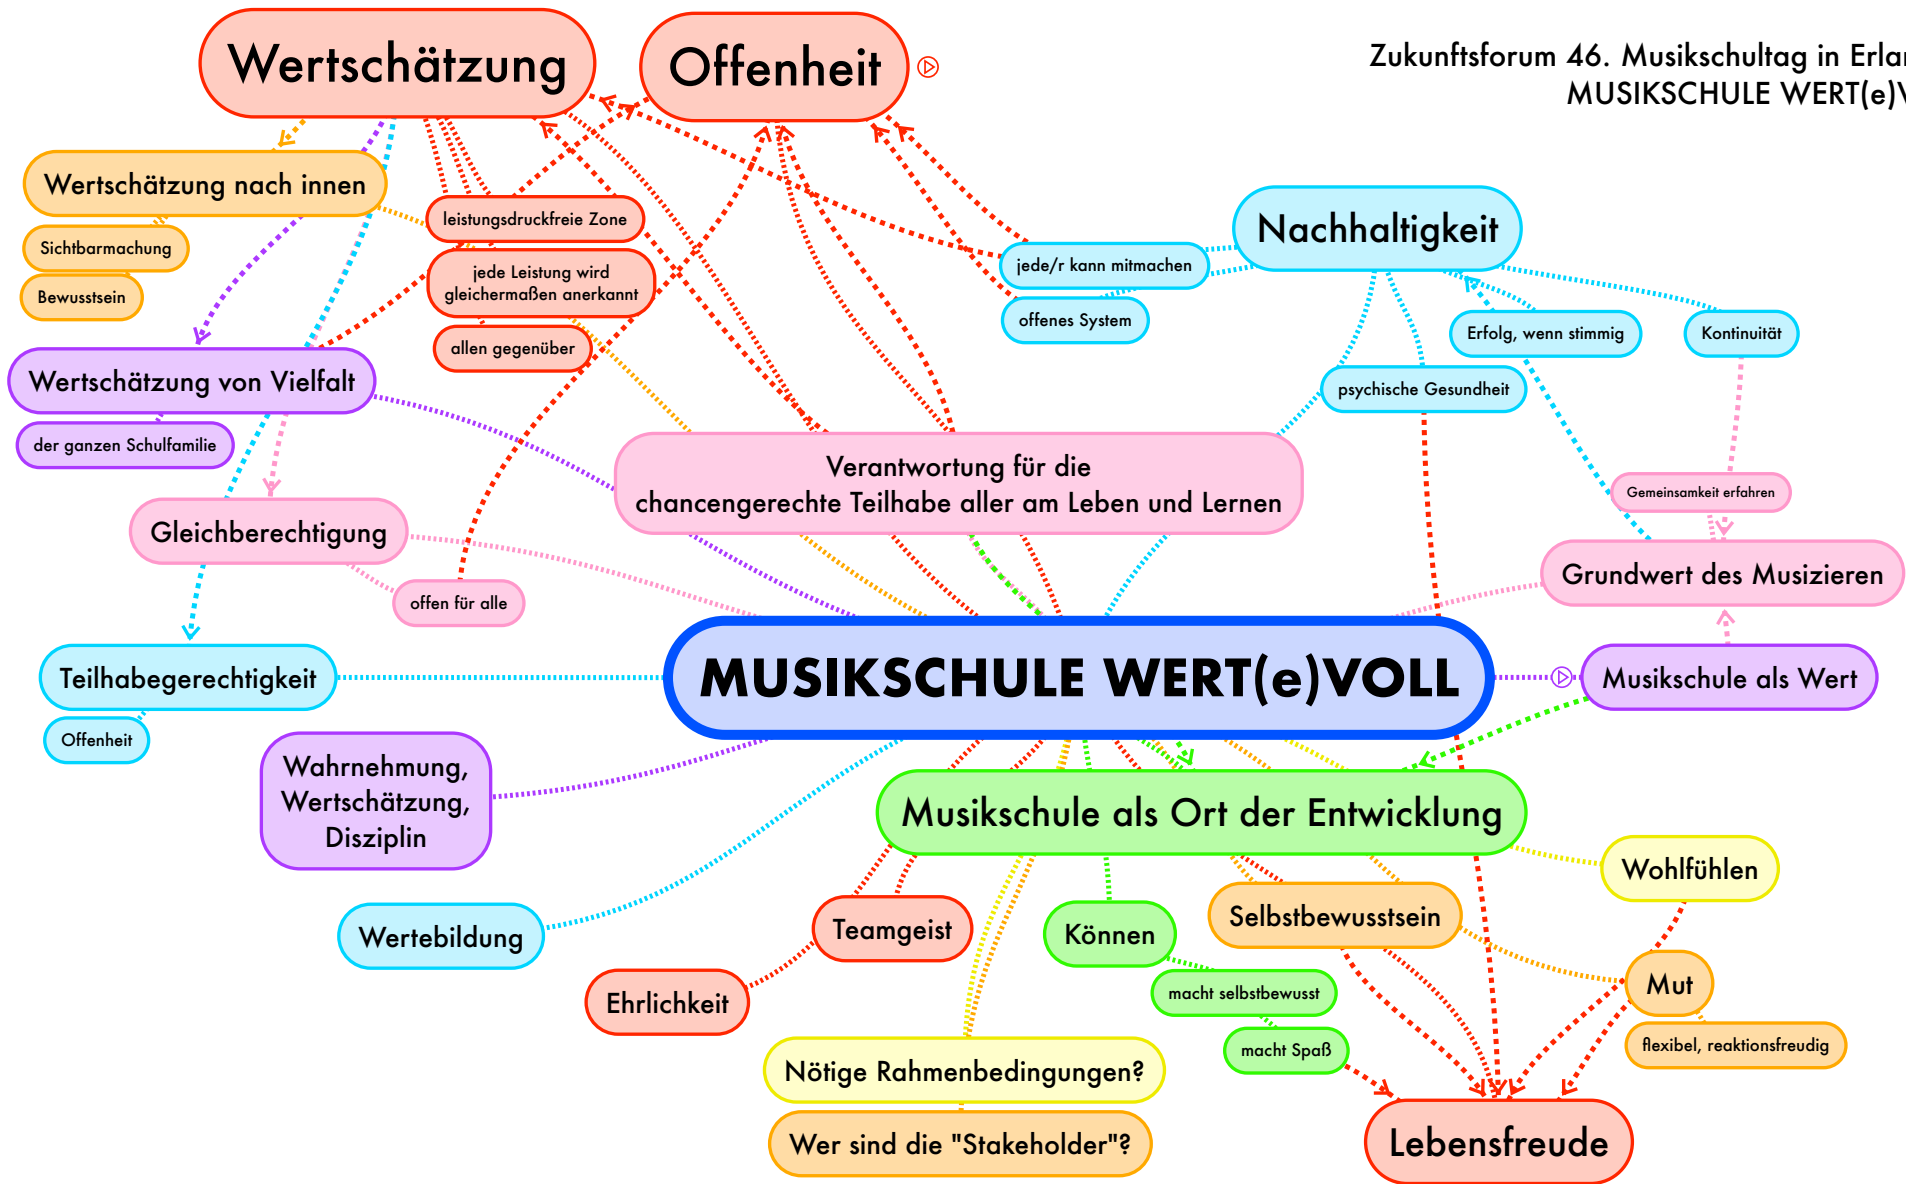 Wertschätzung
Offenheit
Zukunftsforum 46. Musikschultag in Erla
MUSIKSCHULE WERT(e)V
Wertschätzung nach innen
Sichtbarmachung
Bewusstsein
leistungsdruckfreie Zone
jede Leistung wird
gleichermaßen anerkannt
allen gegenüber
Nachhaltigkeit
jede/r kann mitmachen
offenes System
Erfolg, wenn stimmig
Kontinuität
psychische Gesundheit
Wertschätzung von Vielfalt
der ganzen Schulfamilie
Verantwortung für die
chancengerechte Teilhabe aller am Leben und Lernen
Gemeinsamkeit erfahren
Gleichberechtigung
offen für alle
Grundwert des Musizieren
Teilhabegerechtigkeit
Offenheit
MUSIKSCHULE WERT(e)VOLL
Musikschule als Wert
Wahrnehmung,
Wertschätzung,
Disziplin
Musikschule als Ort der Entwicklung
Wohlfühlen
Wertebildung
Teamgeist
Können
Selbstbewusstsein
Ehrlichkeit
macht selbstbewusst
macht Spaß
Mut
flexibel, reaktionsfreudig
Nötige Rahmenbedingungen?
Wer sind die "Stakeholder"?
Lebensfreude